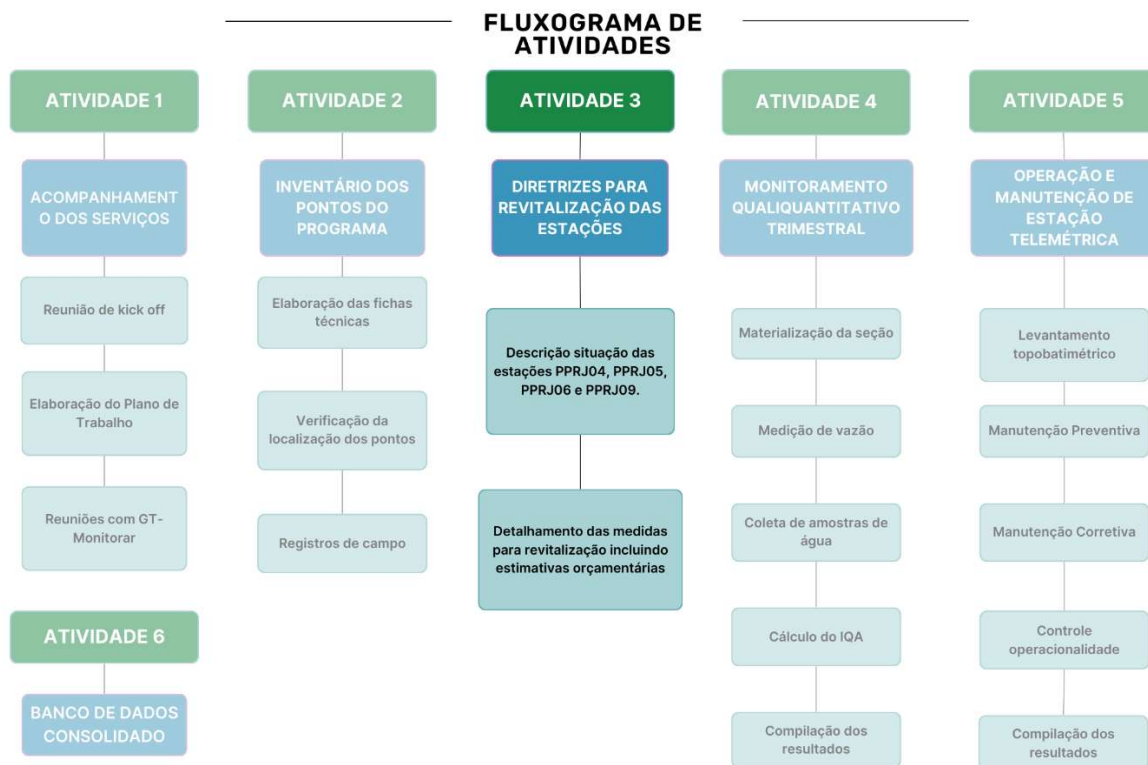 FLUXOGRAMA DE
ATIVIDADES
ATIVIDADE 1
ACOMPANHAMENT
O DOS SERVIÇOS
Reunião de kick off
Elaboração do Plano de
Trabalho
Reuniões com GT-
Monitorar
ATIVIDADE 6
BANCO DE DADOS
CONSOLIDADO
ATIVIDADE 2
INVENTÁRIO DOS
PONTOS DO
PROGRAMA
Elaboração das fichas
técnicas
Verificação da
localização dos pontos
Registros de campo
ATIVIDADE 3
DIRETRIZES PARA
REVITALIZAÇÃO DAS
ESTAÇÕES
Descrição situação das
estações PPRJ04, PPRJ05,
PPRJ06 e PPRJ09.
Detalhamento das medidas
para revitalização incluindo
estimativas orçamentárias
ATIVIDADE 4
MONITORAMENTO
QUALIQUANTITATIVO
TRIMESTRAL
Materialização da seção
Medição de vazão
Coleta de amostras de
água
Cálculo do IQA
Compilação dos
resultados
ATIVIDADE 5
OPERAÇÃO E
MANUTENÇÃO DE
ESTAÇÃO
TELEMÉTRICA
Levantamento
topobatimétrico
Manutenção Preventiva
Manutenção Corretiva
Controle
operacionalidade
Compilação dos
resultados